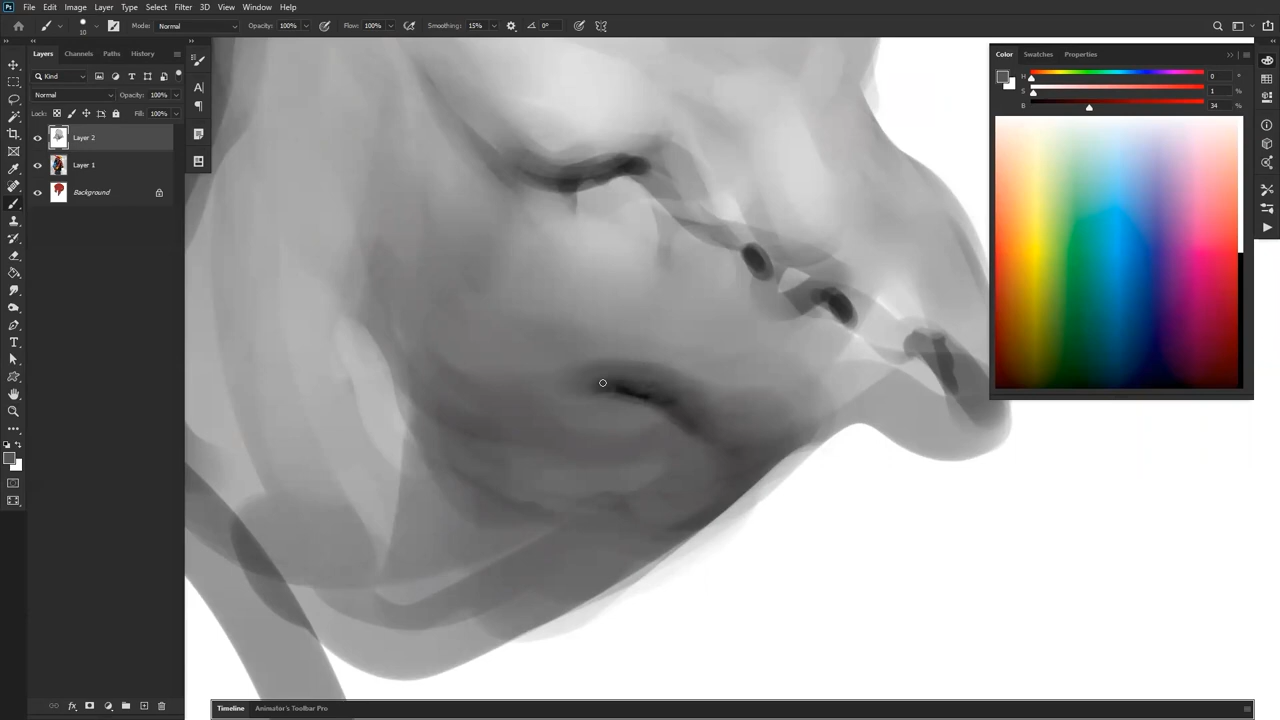 Ps File Edit Image Layer Type Select Filter 3D View Window Help
10 Mode: Normal Opacity: 100% Flow: 100% Smoothing: 15% 0°
Layers Channels Paths History
Kind
Normal Opacity: 100%
Lock: Fill: 100%
Layer 2
Layer 1
Background
Color Swatches Properties
H 0 °
S 1 %
B 34 %
Timeline Animator's Toolbar Pro